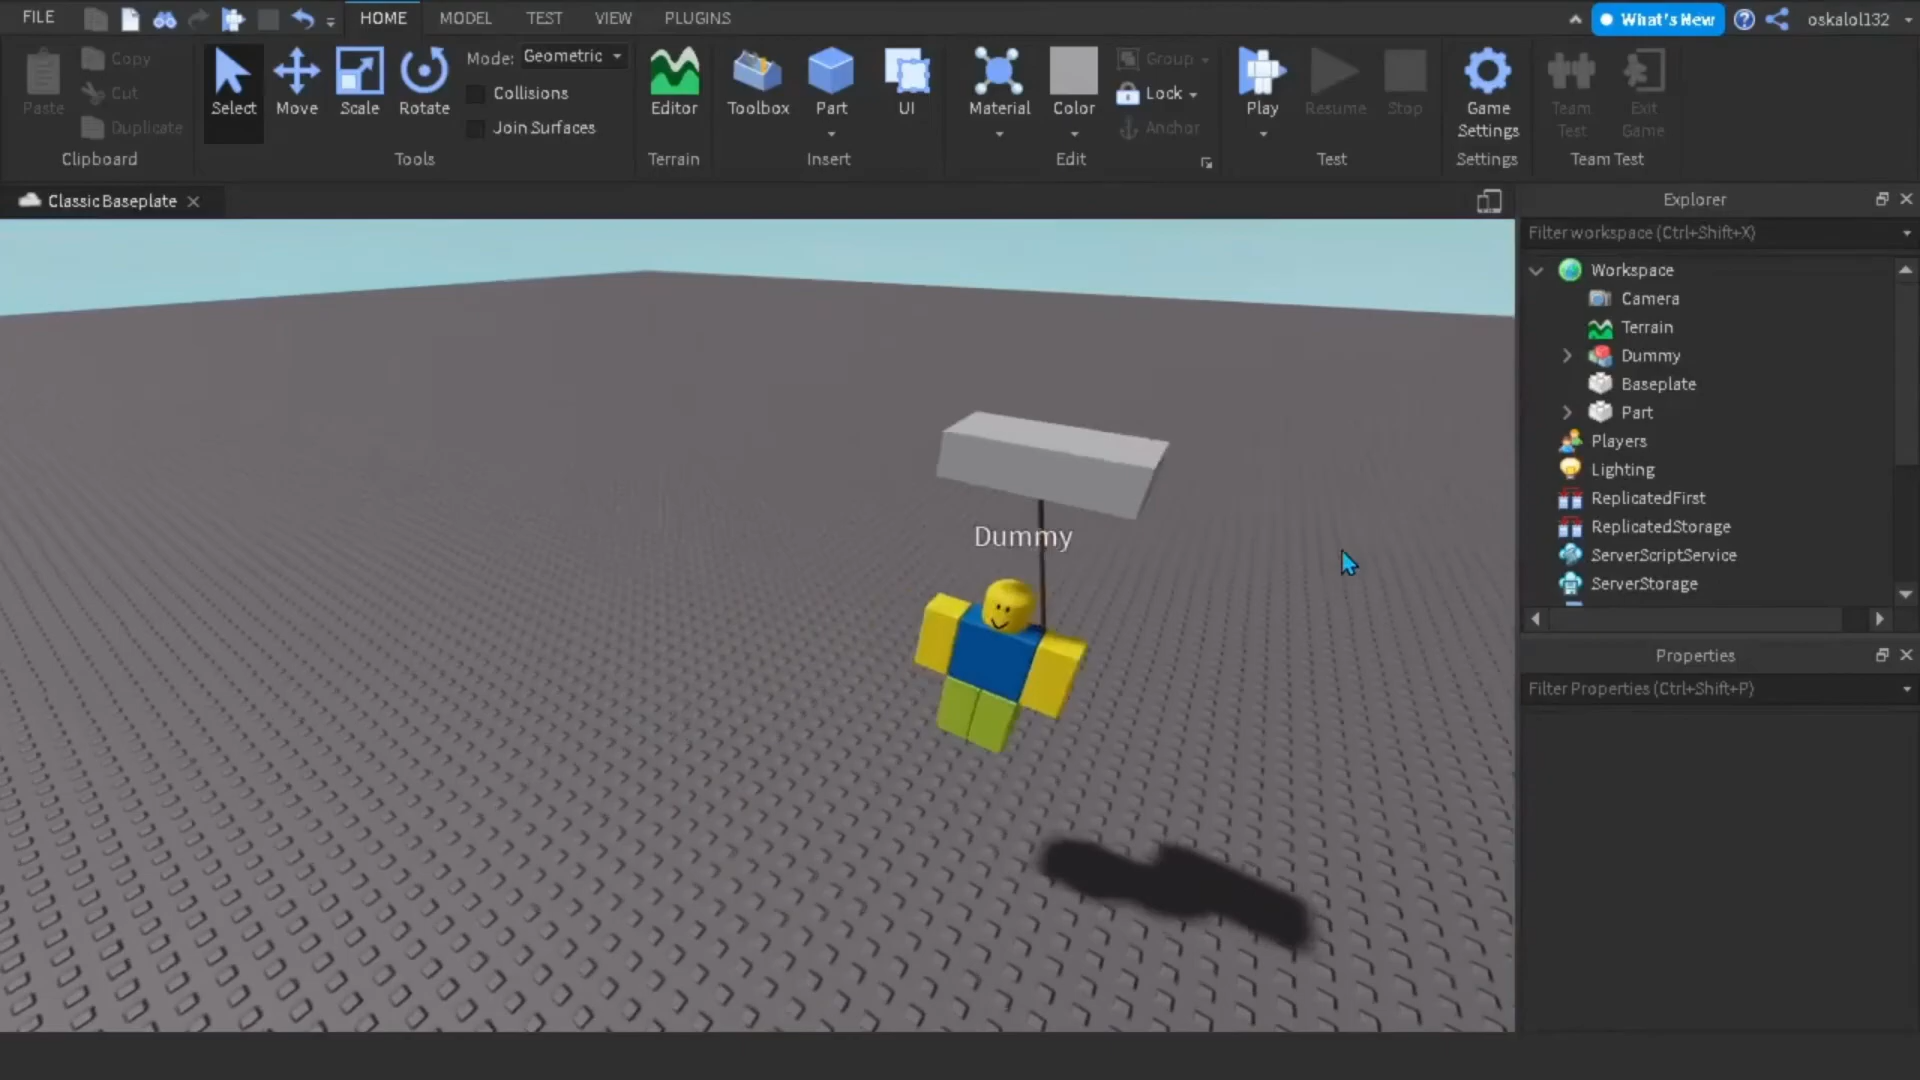 FILE HOME MODEL TEST VIEW PLUGINS What's New oskalol132
Paste Copy Cut Duplicate Clipboard
Select Move Scale Rotate Mode: Geometric Collisions Join Surfaces Tools
Editor Terrain
Toolbox Part UI Insert
Material Color Group Lock Anchor Edit
Play Resume Stop Test
Game Settings Settings
Team Test Exit Game Team Test
Classic Baseplate
Dummy
Explorer
Filter workspace (Ctrl+Shift+X)
Workspace
Camera
Terrain
Dummy
Baseplate
Part
Players
Lighting
ReplicatedFirst
ReplicatedStorage
ServerScriptService
ServerStorage
Properties
Filter Properties (Ctrl+Shift+P)